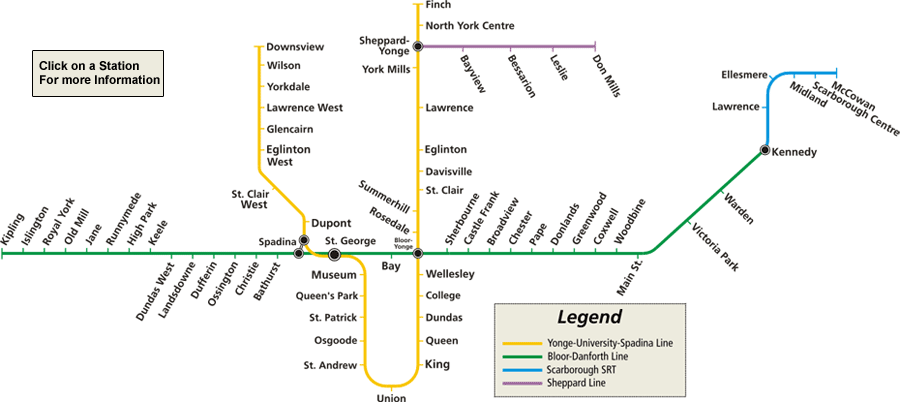 Finch
North York Centre
Sheppard-
Yonge
York Mills
Bayview
Bessarion
Leslie
Don Mills
Click on a Station
For more Information
Downsview
Wilson
Yorkdale
Lawrence West
Glencairn
Eglinton
West
St. Clair
West
Dupont
Spadina
St. George
Lawrence
Eglinton
Davisville
St. Clair
Summerhill
Rosedale
Bloor-
Yonge
Ellesmere
Midland
Scarborough Centre
McCowan
Lawrence
Kennedy
Kipling
Islington
Royal York
Old Mill
Jane
Runnymede
High Park
Keele
Dundas West
Landsdowne
Dufferin
Ossington
Christie
Bathurst
Bay
Sherbourne
Castle Frank
Broadview
Chester
Pape
Donlands
Greenwood
Coxwell
Woodbine
Main St.
Victoria Park
Warden
Museum
Queen's Park
St. Patrick
Osgoode
St. Andrew
Union
Wellesley
College
Dundas
Queen
King
Legend
Yonge-University-Spadina Line
Bloor-Danforth Line
Scarborough SRT
Sheppard Line